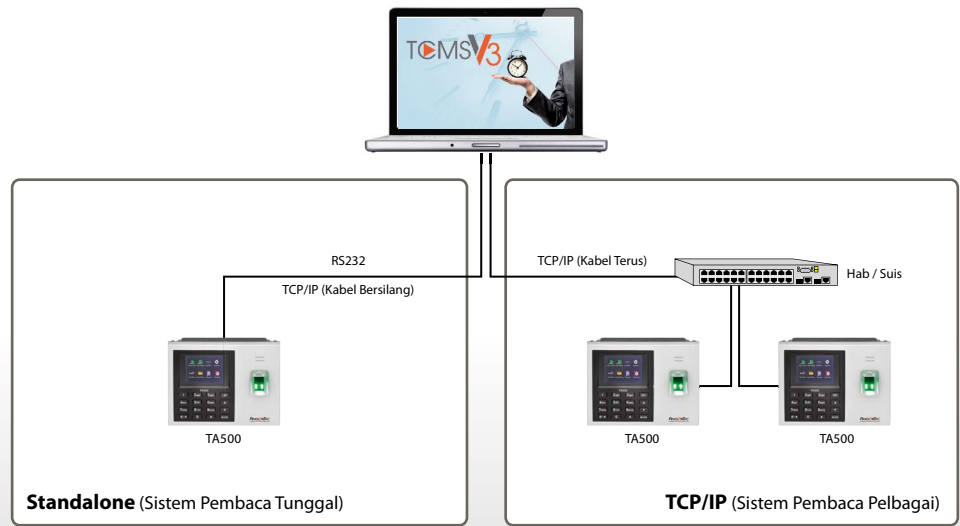 TCMSV3
RS232
TCP/IP (Kabel Bersilang)
TCP/IP (Kabel Terus)
Hab / Suis
TA500
TA500
TA500
Standalone (Sistem Pembaca Tunggal)
TCP/IP (Sistem Pembaca Pelbagai)